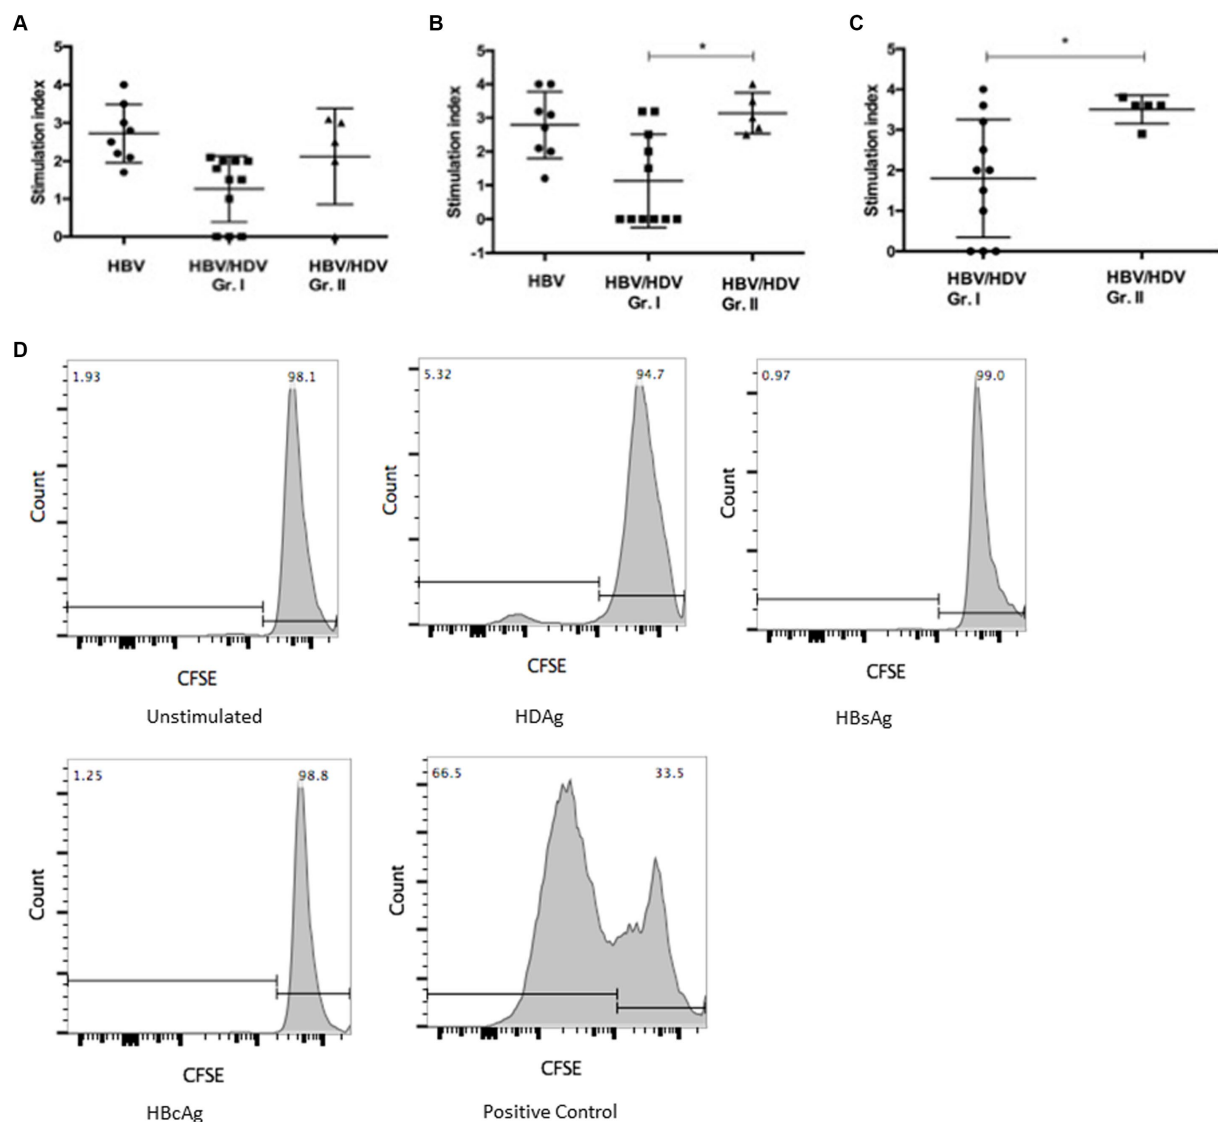 A
Stimulation index
5
4
3
2
1
0
HBV
HBV/HDV
Gr. I
HBV/HDV
Gr. II
B
Stimulation index
5
4
3
2
1
0
-1
*
HBV
HBV/HDV
Gr. I
HBV/HDV
Gr. II
C
Stimulation index
5
4
3
2
1
0
*
HBV/HDV
Gr. I
HBV/HDV
Gr. II
D
1.93
98.1
Count
CFSE
Unstimulated
5.32
94.7
Count
CFSE
HDAg
0.97
99.0
Count
CFSE
HBsAg
1.25
98.8
Count
CFSE
HBcAg
66.5
33.5
Count
CFSE
Positive Control